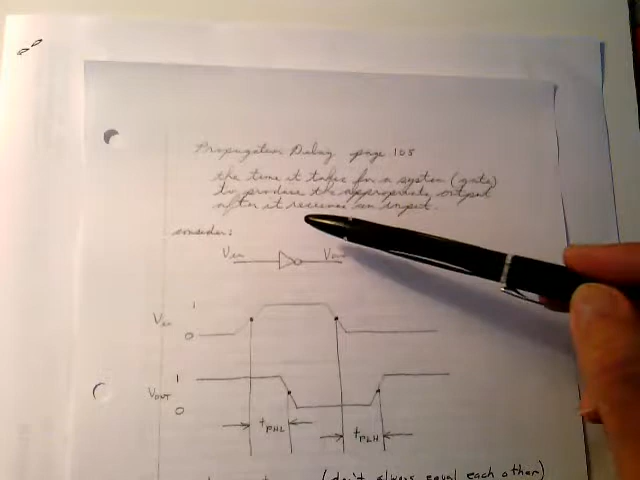 Propagation Delay page 105
the time it takes for a system (gate)
to produce the appropriate output
after it receives an input.
consider:
Vin Vout
1
Vin
0
1
VOUT
0
tPHL tPLH
(don't always equal each other)